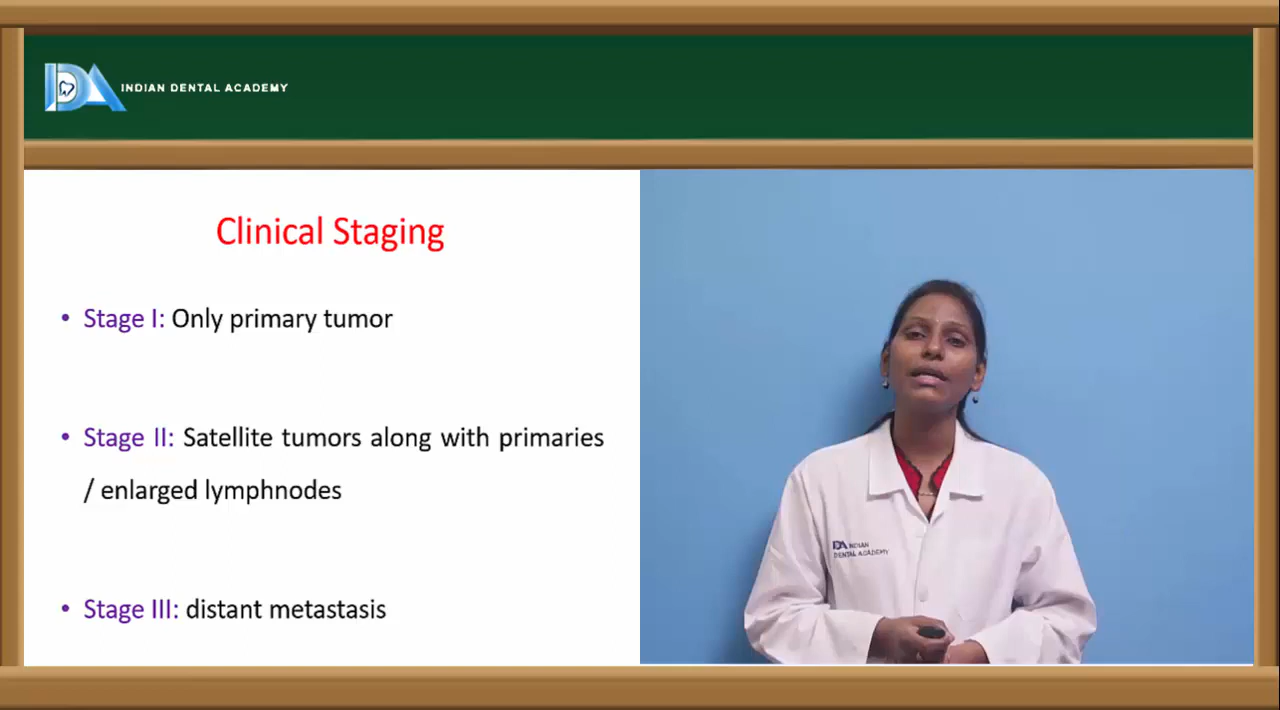 INDIAN DENTAL ACADEMY
Clinical Staging
• Stage I: Only primary tumor
• Stage II: Satellite tumors along with primaries
/ enlarged lymphnodes
• Stage III: distant metastasis
IDA INDIAN
DENTAL ACADEMY